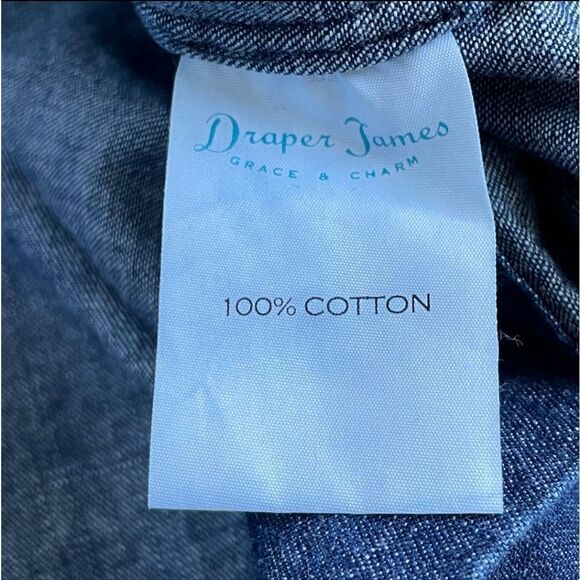 Draper James
GRACE & CHARM
100% COTTON